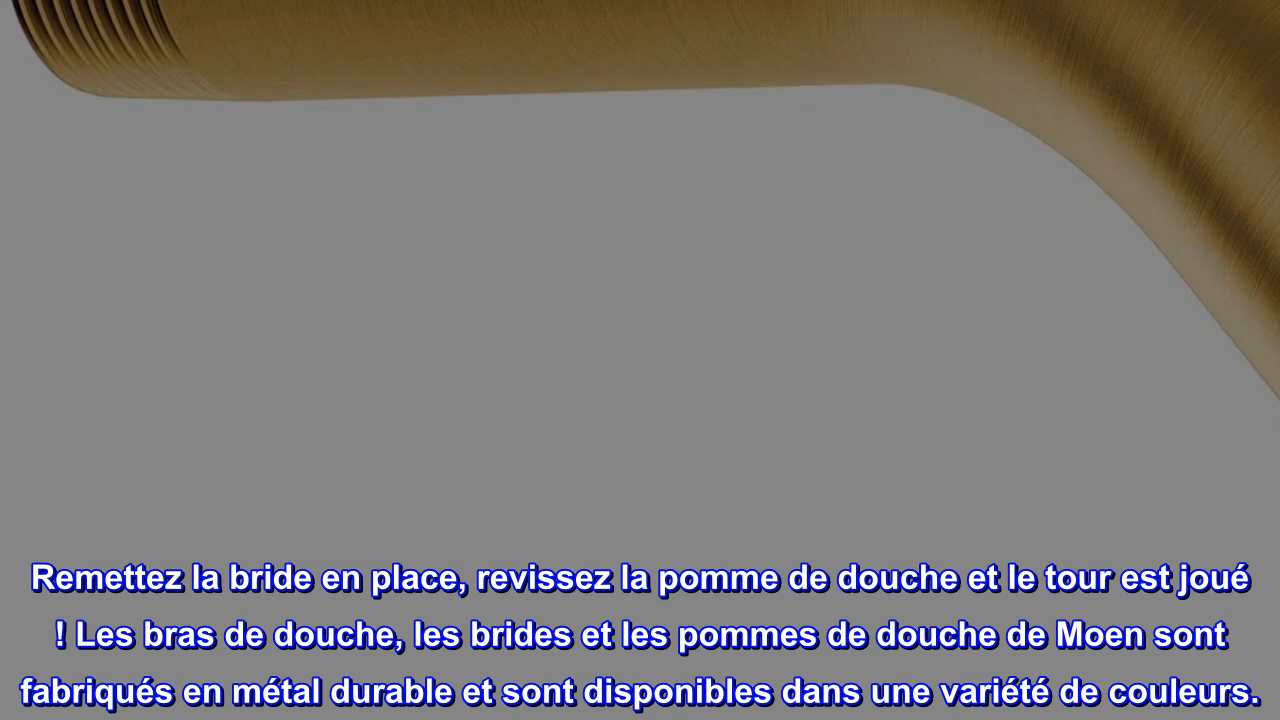 Remettez la bride en place, revissez la pomme de douche et le tour est joué
! Les bras de douche, les brides et les pommes de douche de Moen sont
fabriqués en métal durable et sont disponibles dans une variété de couleurs.